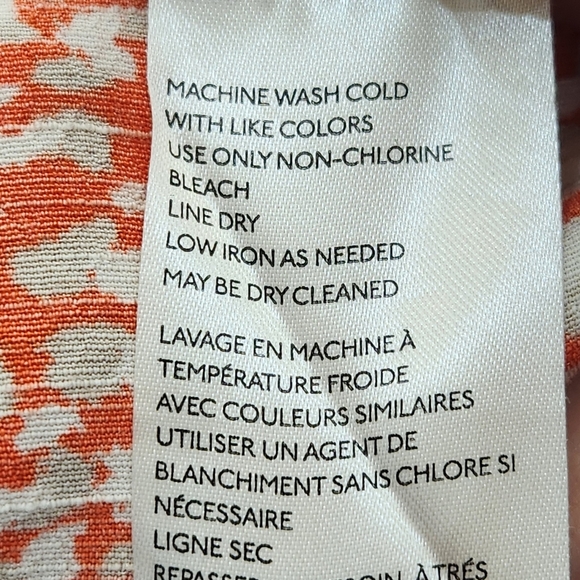 MACHINE WASH COLD
WITH LIKE COLORS
USE ONLY NON-CHLORINE
BLEACH
LINE DRY
LOW IRON AS NEEDED
MAY BE DRY CLEANED
LAVAGE EN MACHINE À
TEMPÉRATURE FROIDE
AVEC COULEURS SIMILAIRES
UTILISER UN AGENT DE
BLANCHIMENT SANS CHLORE SI
NÉCESSAIRE
LIGNE SEC
À TRÉS